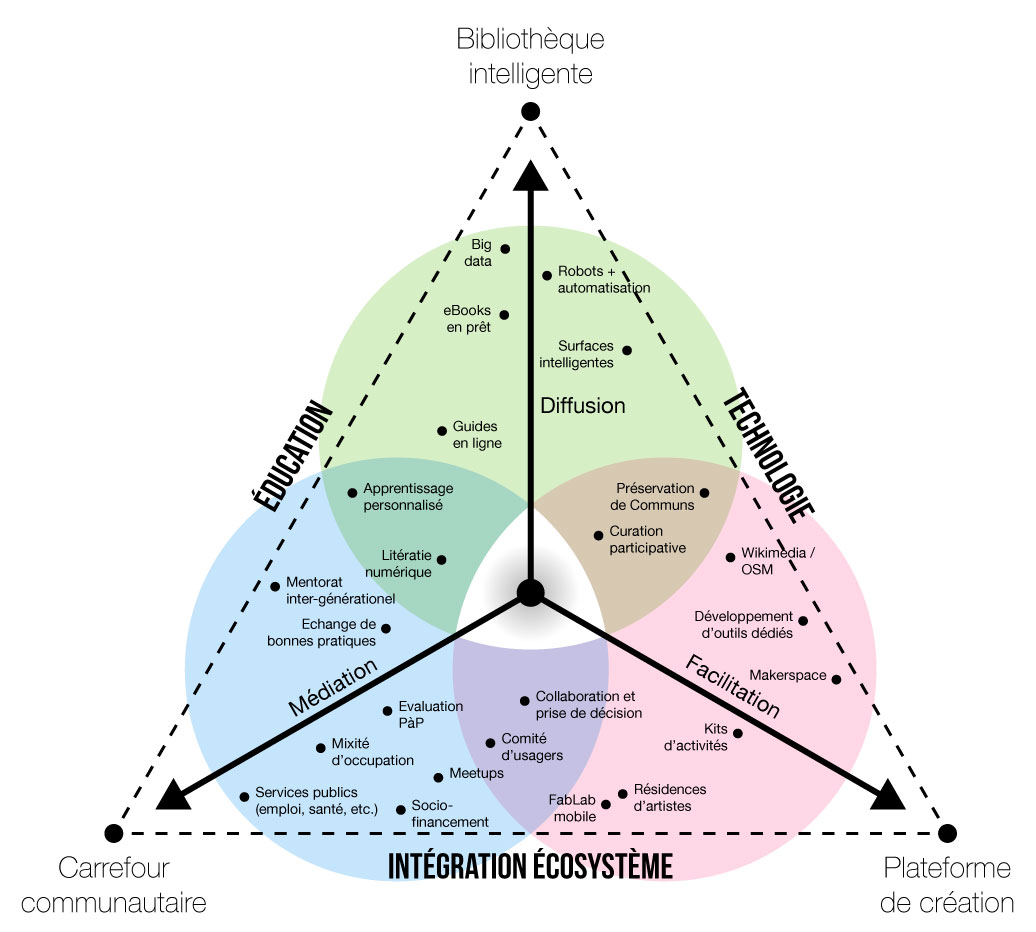 Bibliothèque
intelligente
Big
data
Robots +
automatisation
eBooks
en prêt
Surfaces
intelligentes
Diffusion
Guides
en ligne
ÉDUCATION
TECHNOLOGIE
Apprentissage
personnalisé
Préservation
de Communs
Curation
participative
Litératie
numérique
Wikimedia /
OSM
Mentorat
inter-générationel
Echange de
bonnes pratiques
Développement
d'outils dédiés
Médiation
Facilitation
Makerspace
Evaluation
PàP
Collaboration et
prise de décision
Mixité
d'occupation
Comité
d'usagers
Kits
d'activités
Meetups
Services publics
(emploi, santé, etc.)
Socio-
financement
FabLab
mobile
Résidences
d'artistes
INTÉGRATION ÉCOSYSTÈME
Carrefour
communautaire
Plateforme
de création